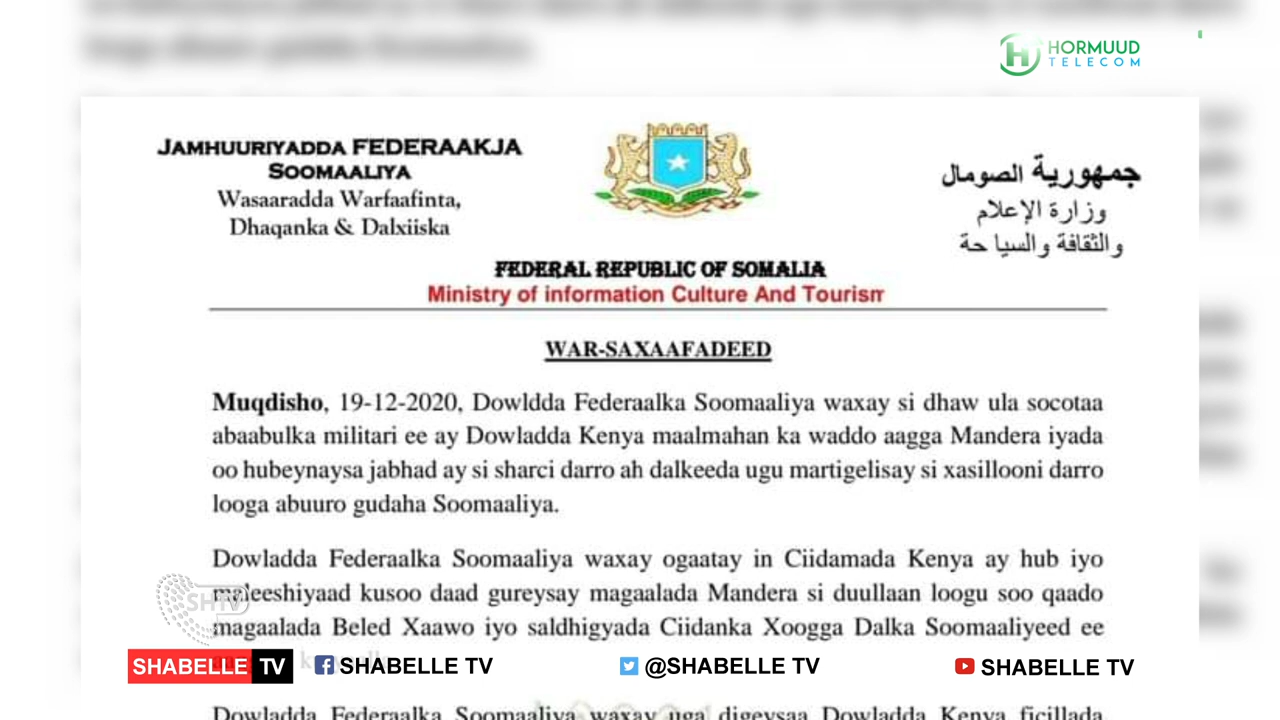 HORMUUD
TELECOM
JAMHUURIYADDA FEDERAAKJA
SOOMAALIYA
Wasaaradda Warfaafinta,
Dhaqanka & Dalxiiska
جمهورية الصومال
وزارة الإعلام
والثقافة والسياحة
FEDERAL REPUBLIC OF SOMALIA
Ministry of information Culture And Tourism
WAR-SAXAAFADEED
Muqdisho, 19-12-2020, Dowldda Federaalka Soomaaliya waxay si dhaw ula socotaa
abaabulka militari ee ay Dowladda Kenya maalmahan ka waddo aagga Mandera iyada
oo hubeynaysa jabhad ay si sharci darro ah dalkeeda ugu martigelisay si xasillooni darro
looga abuuro gudaha Soomaaliya.
Dowladda Federaalka Soomaaliya waxay ogaatay in Ciidamada Kenya ay hub iyo
maleeshiyaad kusoo daad gureysay magaalada Mandera si duullaan loogu soo qaado
magaalada Beled Xaawo iyo saldhigyada Ciidanka Xoogga Dalka Soomaaliyeed ee
SHTV
SHABELLE TV
SHABELLE TV
@SHABELLE TV
SHABELLE TV
Dowladda Federaalka Soomaaliya waxay uga digeysaa Dowladda Kenya ficillada